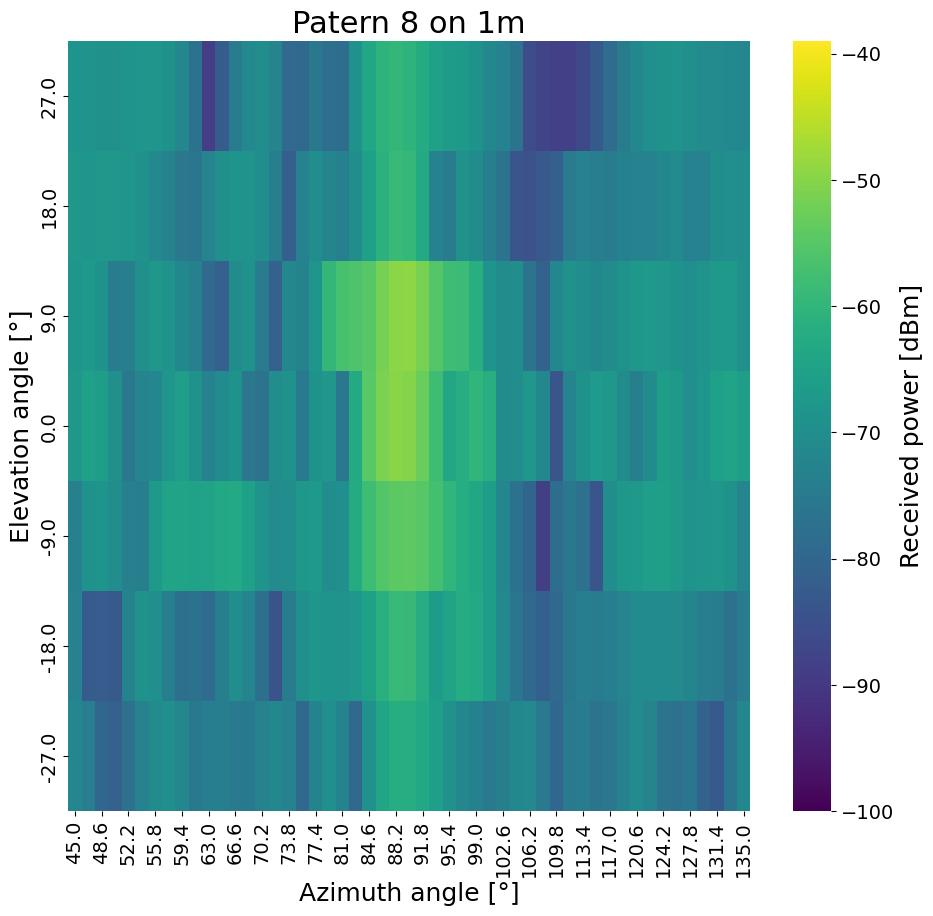 Patern 8 on 1m
Elevation angle [°]
27.0
18.0
9.0
0.0
-9.0
-18.0
-27.0
45.0 48.6 52.2 55.8 59.4 63.0 66.6 70.2 73.8 77.4 81.0 84.6 88.2 91.8 95.4 99.0 102.6 106.2 109.8 113.4 117.0 120.6 124.2 127.8 131.4 135.0
Azimuth angle [°]
−40
−50
−60
−70
−80
−90
−100
Received power [dBm]